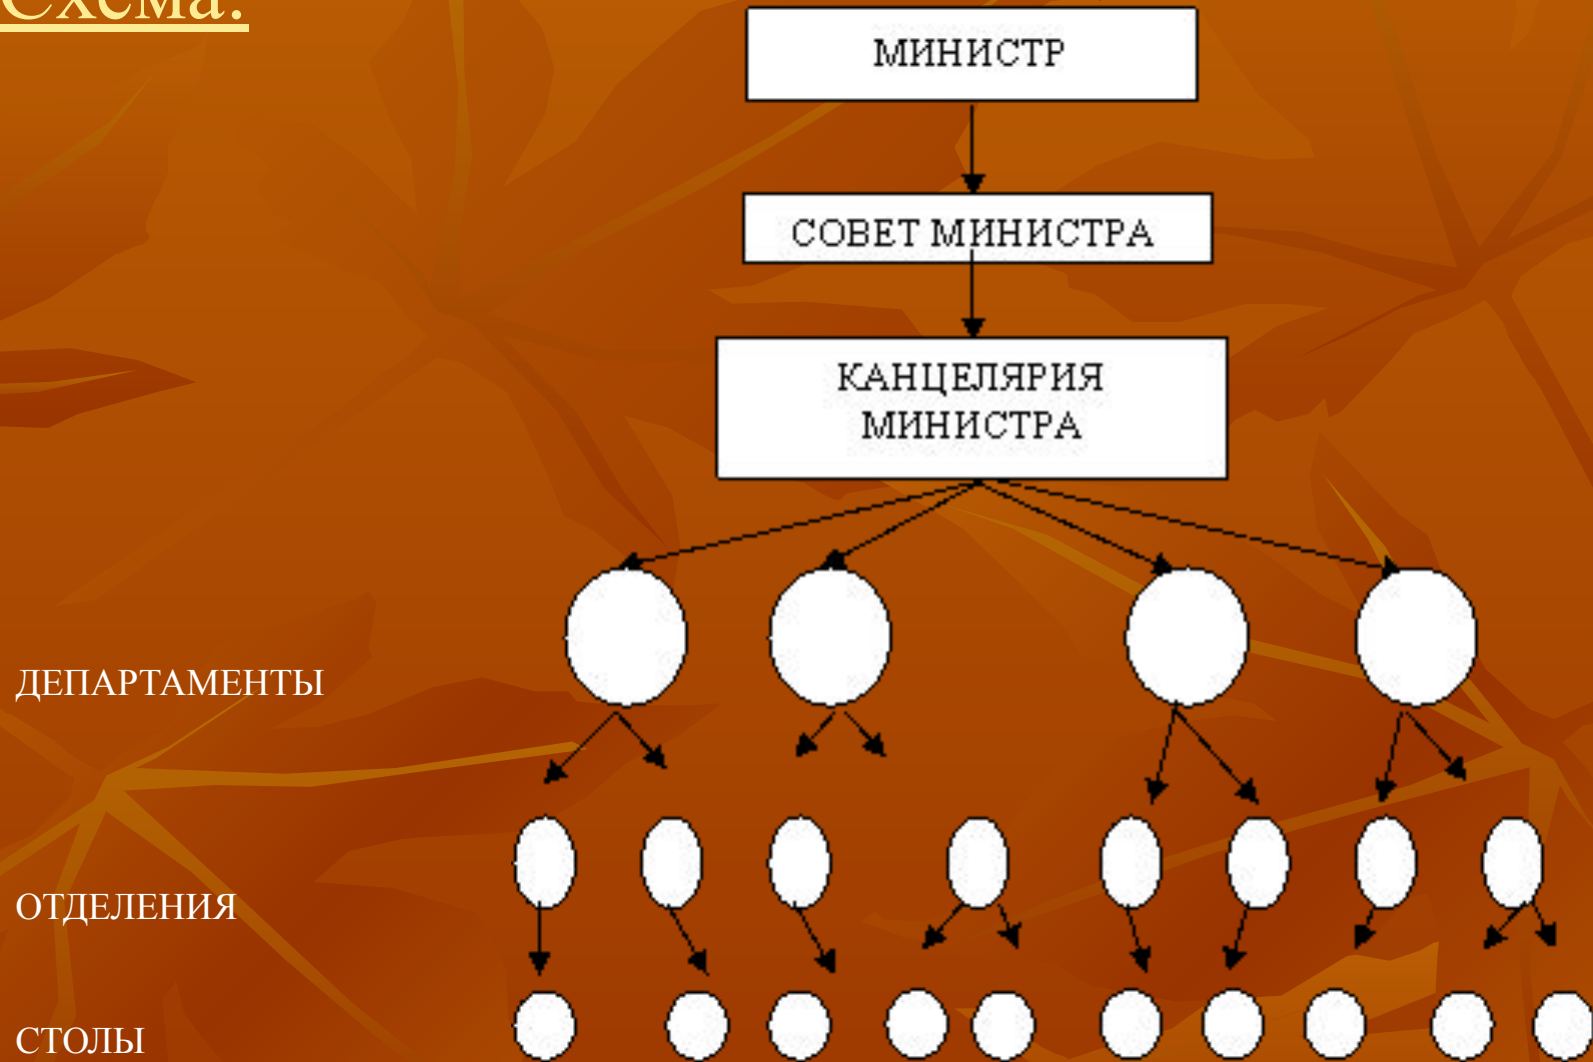 Схема:
МИНИСТР
СОВЕТ МИНИСТРА
КАНЦЕЛЯРИЯ
МИНИСТРА
ДЕПАРТАМЕНТЫ
ОТДЕЛЕНИЯ
СТОЛЫ